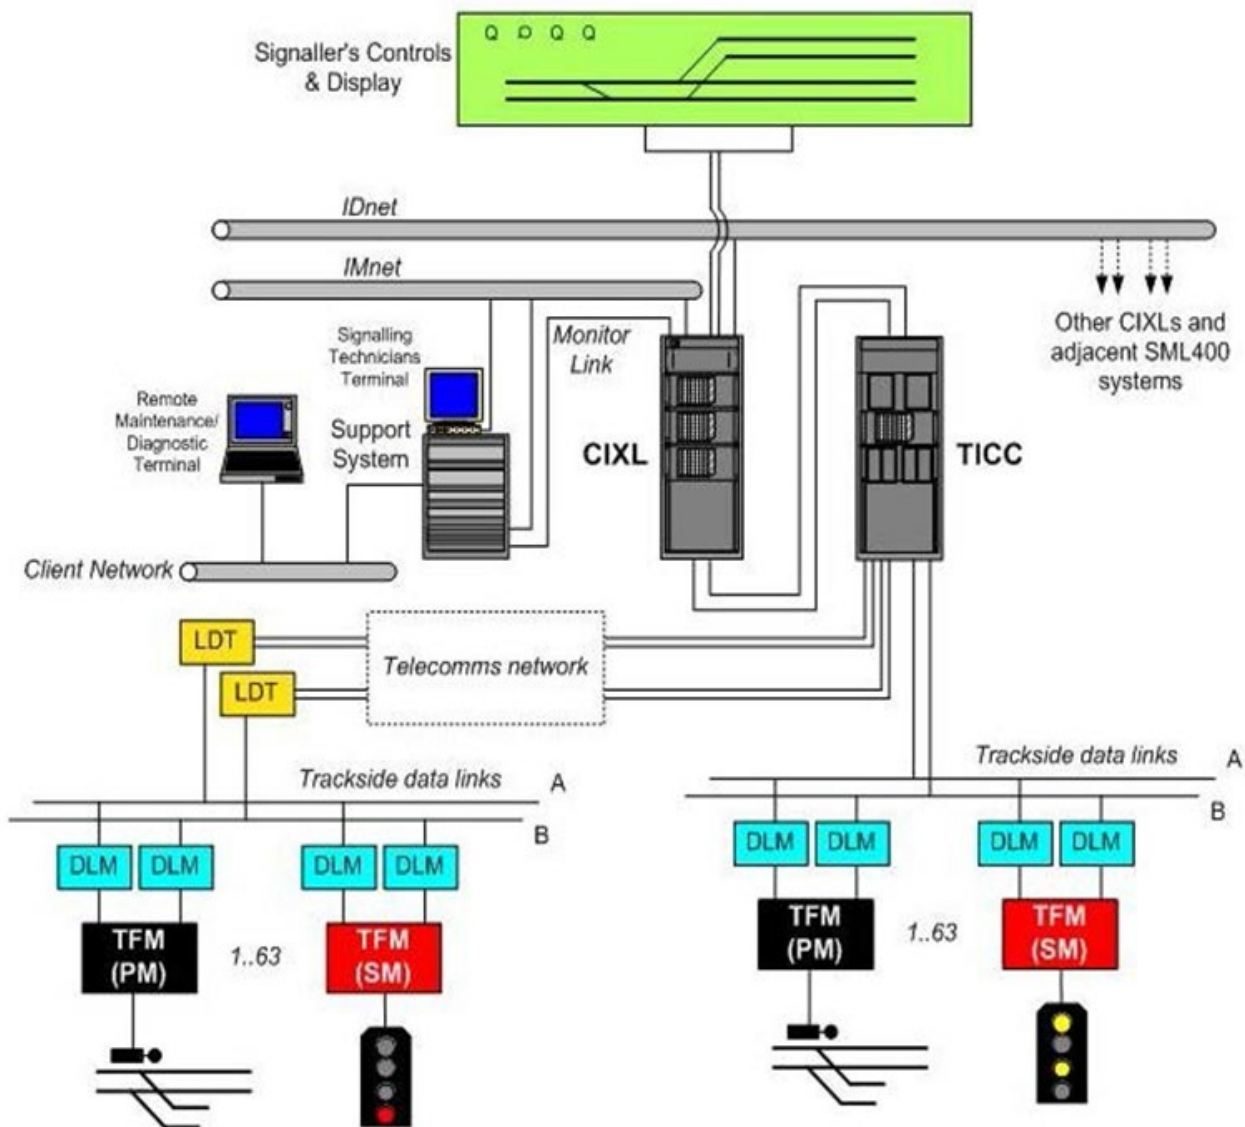 Signaller's Controls
& Display
Q Q Q Q
IDnet
IMnet
Signalling
Technicians
Terminal
Monitor
Link
Other CIXLs and
adjacent SML400
systems
Remote
Maintenance/
Diagnostic
Terminal
Support
System
CIXL
TICC
Client Network
LDT
Telecomms network
LDT
Trackside data links
A
B
Trackside data links
A
B
DLM
DLM
DLM
DLM
DLM
DLM
DLM
DLM
TFM
(PM)
1..63
TFM
(SM)
TFM
(PM)
1..63
TFM
(SM)